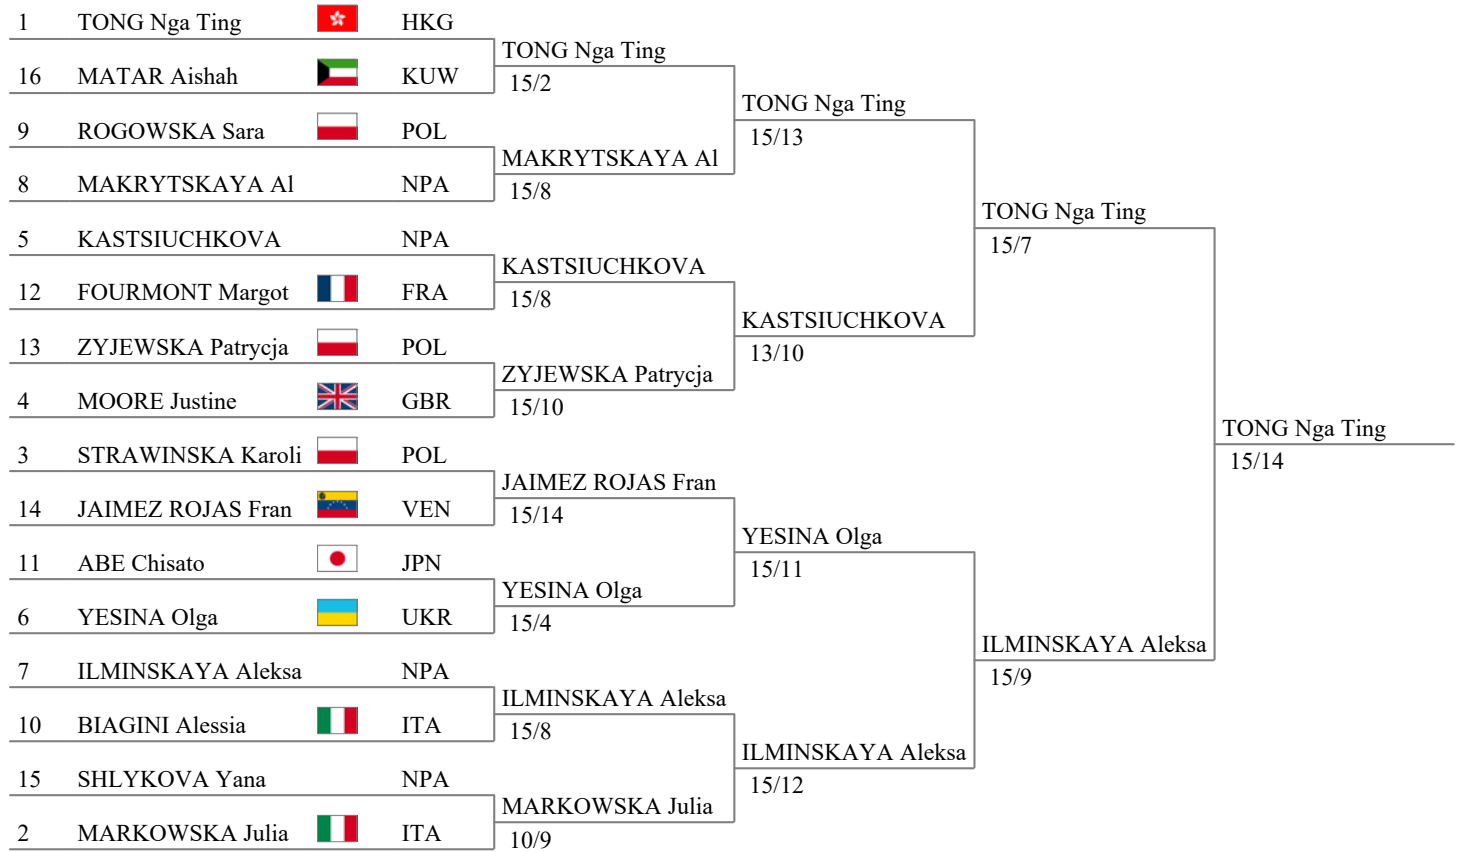 1 TONG Nga Ting HKG
TONG Nga Ting
16 MATAR Aishah KUW
15/2
TONG Nga Ting
9 ROGOWSKA Sara POL
15/13
MAKRYTSKAYA Al
8 MAKRYTSKAYA Al NPA
15/8
TONG Nga Ting
5 KASTSIUCHKOVA NPA
15/7
KASTSIUCHKOVA
12 FOURMONT Margot FRA
15/8
KASTSIUCHKOVA
13 ZYJEWSKA Patrycja POL
13/10
ZYJEWSKA Patrycja
4 MOORE Justine GBR
15/10
TONG Nga Ting
3 STRAWINSKA Karoli POL
15/14
JAIMEZ ROJAS Fran
14 JAIMEZ ROJAS Fran VEN
15/14
YESINA Olga
11 ABE Chisato JPN
15/11
YESINA Olga
6 YESINA Olga UKR
15/4
ILMINSKAYA Aleksa
7 ILMINSKAYA Aleksa NPA
15/9
ILMINSKAYA Aleksa
10 BIAGINI Alessia ITA
15/8
ILMINSKAYA Aleksa
15 SHLYKOVA Yana NPA
15/12
MARKOWSKA Julia
2 MARKOWSKA Julia ITA
10/9